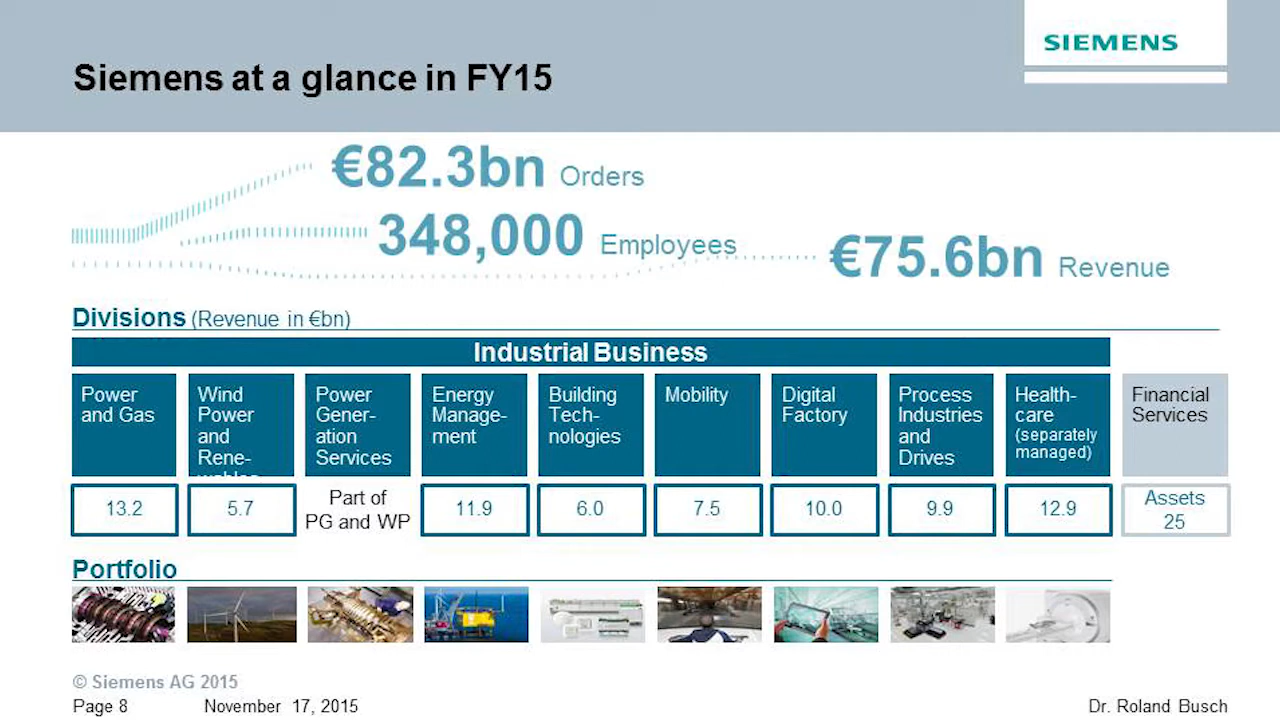 SIEMENS
Siemens at a glance in FY15
€82.3bn Orders
348,000 Employees
€75.6bn Revenue
Divisions (Revenue in €bn)
Industrial Business
Power
and Gas
Wind
Power
and
Rene-
Power
Gener-
ation
Services
Energy
Manage-
ment
Building
Tech-
nologies
Mobility
Digital
Factory
Process
Industries
and
Drives
Health-
care
(separately
managed)
Financial
Services
13.2
5.7
Part of
PG and WP
11.9
6.0
7.5
10.0
9.9
12.9
Assets
25
Portfolio
© Siemens AG 2015
Page 8 November 17, 2015 Dr. Roland Busch